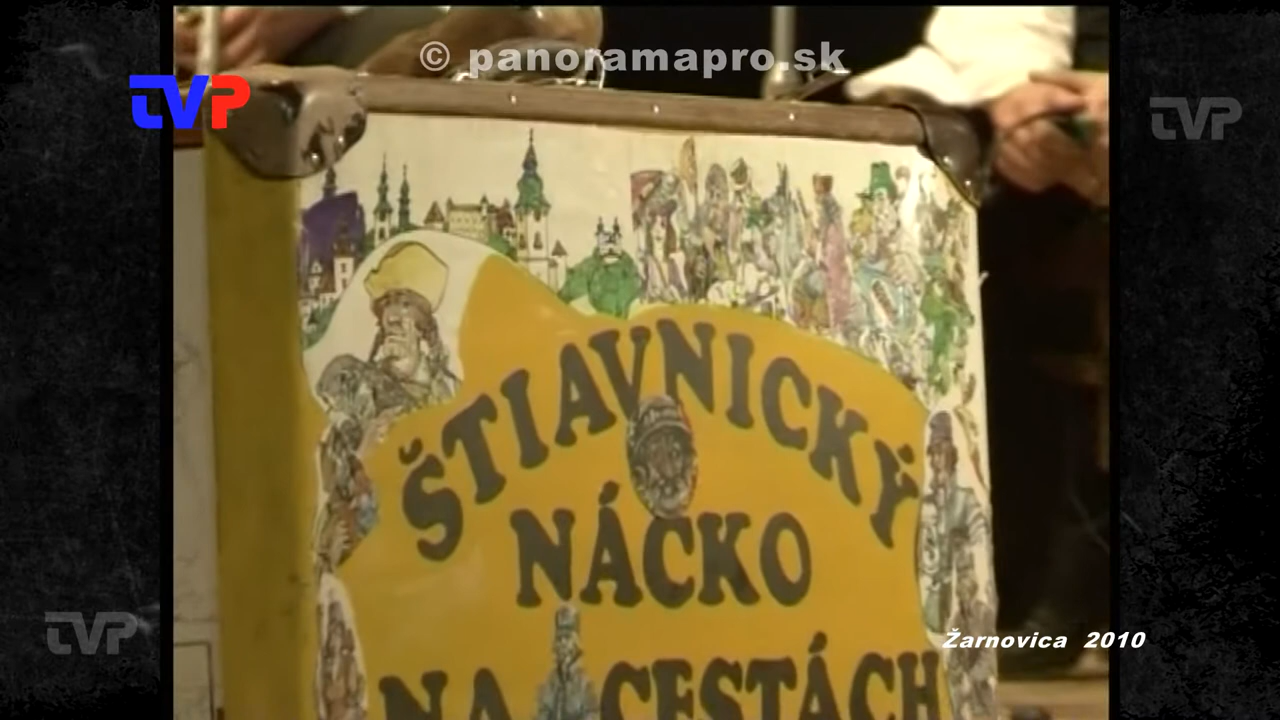 © panoramapro.sk
TVP
TVP
ŠTIAVNICKÝ
NÁCKO
NA CESTÁCH
TVP
Žarnovica 2010